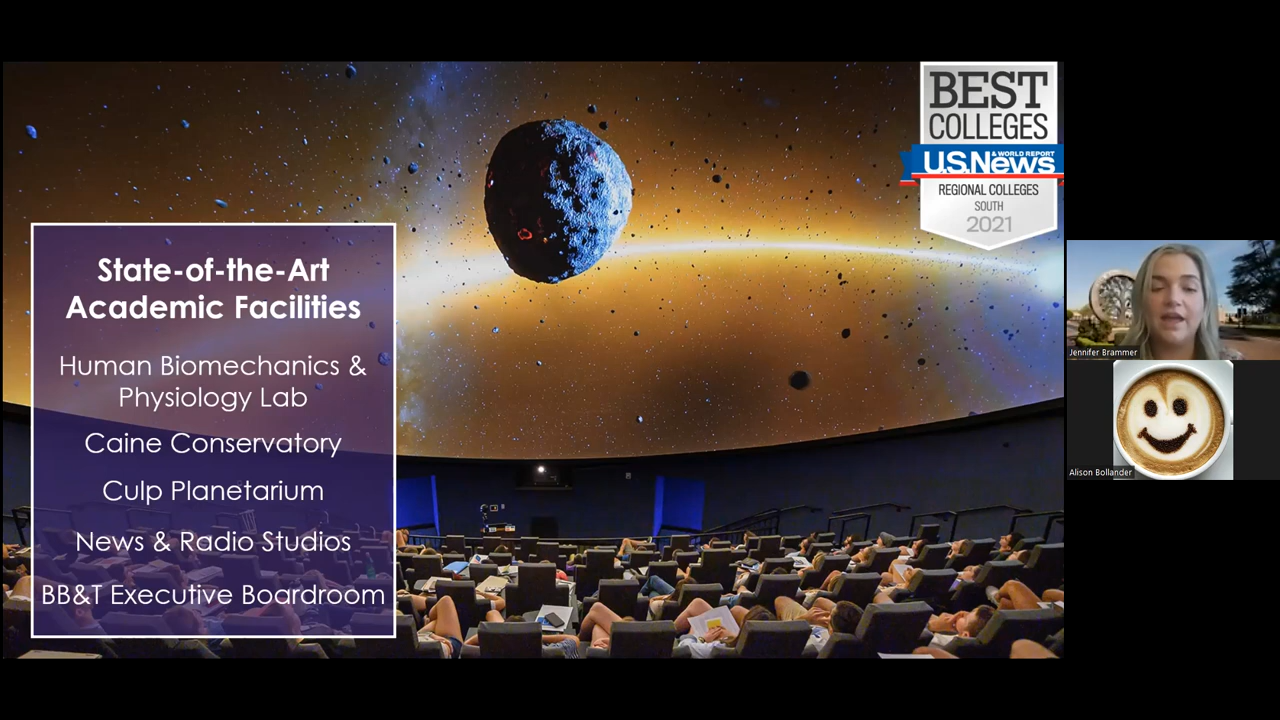 BEST
COLLEGES
U.S.News
& WORLD REPORT
REGIONAL COLLEGES
SOUTH
2021
State-of-the-Art
Academic Facilities
Human Biomechanics &
Physiology Lab
Caine Conservatory
Culp Planetarium
News & Radio Studios
BB&T Executive Boardroom
Jennifer Brammer
Alison Bollander